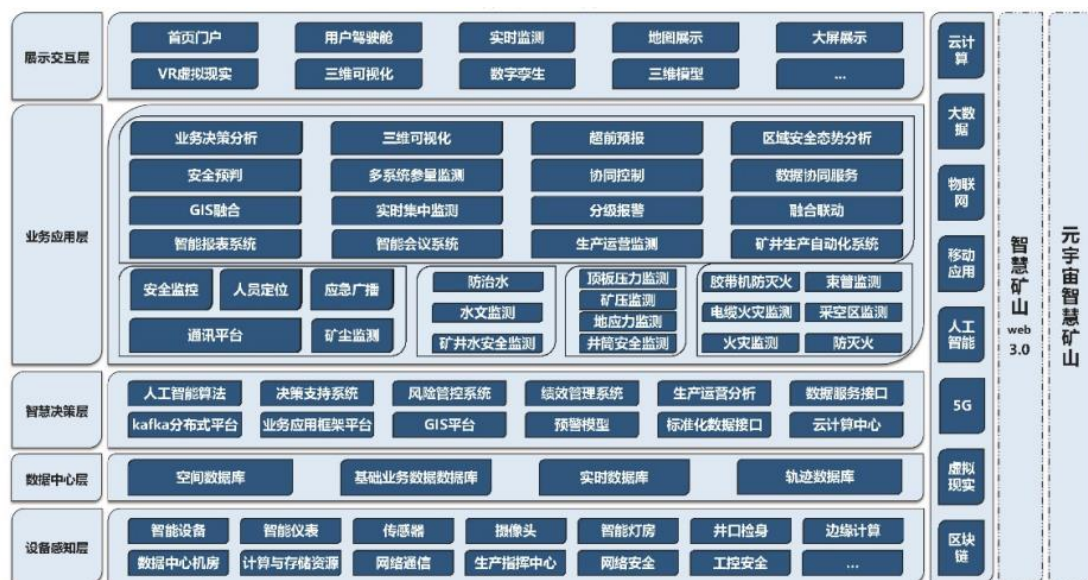 展示交互层
首页门户
用户驾驶舱
实时监测
地图展示
大屏展示
VR虚拟现实
三维可视化
数字孪生
三维模型
...
业务应用层
业务决策分析
三维可视化
超前预报
区域安全态势分析
安全预判
多系统参量监测
协同控制
数据协同服务
GIS融合
实时集中监测
分级报警
融合联动
智能报表系统
智能会议系统
生产运营监测
矿井生产自动化系统
安全监控
人员定位
应急广播
通讯平台
矿尘监测
防治水
水文监测
矿井水安全监测
顶板压力监测
矿压监测
地应力监测
井筒安全监测
胶带机防灭火
束管监测
电缆火灾监测
采空区监测
火灾监测
防灭火
智慧决策层
人工智能算法
决策支持系统
风险管控系统
绩效管理系统
生产运营分析
数据服务接口
kafka分布式平台
业务应用框架平台
GIS平台
预警模型
标准化数据接口
云计算中心
数据中心层
空间数据库
基础业务数据数据库
实时数据库
轨迹数据库
设备感知层
智能设备
智能仪表
传感器
摄像头
智能灯房
井口检身
边缘计算
数据中心机房
计算与存储资源
网络通信
生产指挥中心
网络安全
工控安全
...
云计
算
大数
据
物联
网
移动
应用
人工
智能
5G
虚拟
现实
区块
链
智慧矿山
web
3.0
元宇宙智慧矿山